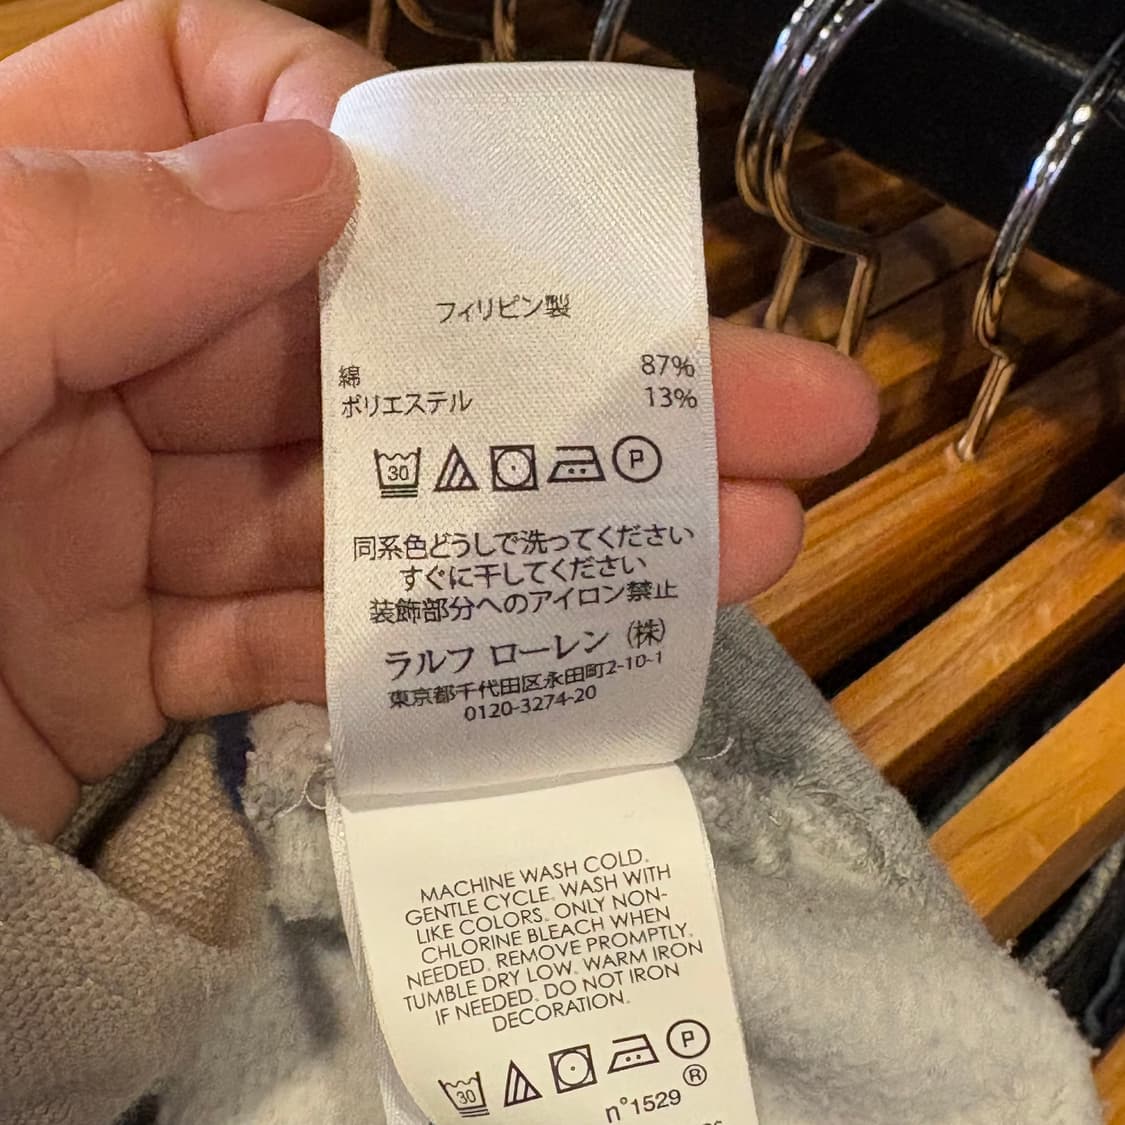 フィリピン製
綿 87%
ポリエステル 13%
30 P
同系色どうしで洗ってください
すぐに干してください
装飾部分へのアイロン禁止
ラルフ ローレン (株)
東京都千代田区永田町2-10-1
0120-3274-20
MACHINE WASH COLD.
GENTLE CYCLE. WASH WITH
LIKE COLORS. ONLY NON-
CHLORINE BLEACH WHEN
NEEDED. REMOVE PROMPTLY.
TUMBLE DRY LOW. WARM IRON
IF NEEDED. DO NOT IRON
DECORATION.
30 P
®
n°1529